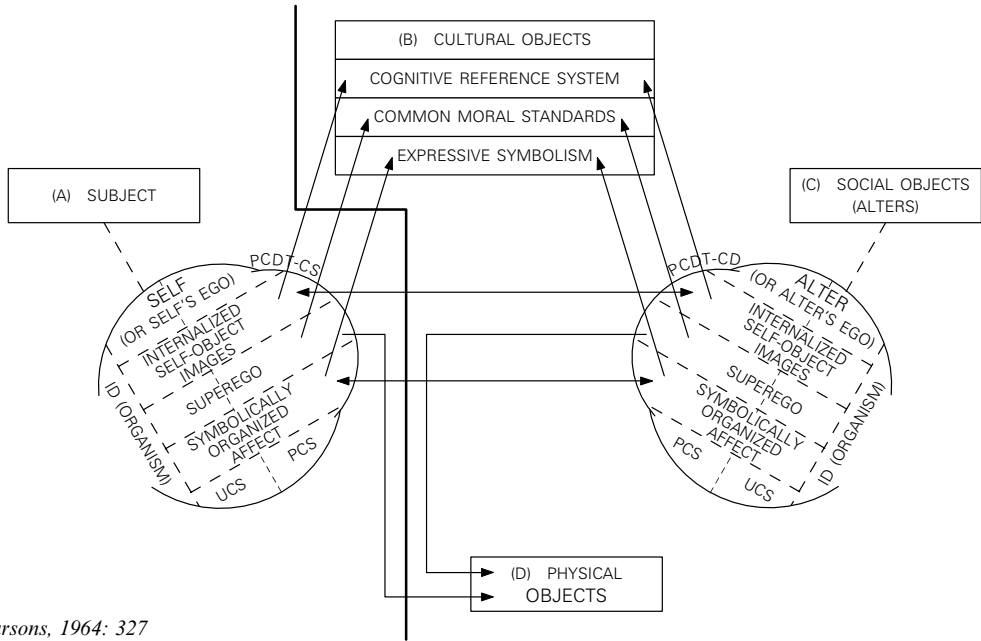 (B) CULTURAL OBJECTS
COGNITIVE REFERENCE SYSTEM
COMMON MORAL STANDARDS
EXPRESSIVE SYMBOLISM
(A) SUBJECT
(C) SOCIAL OBJECTS
(ALTERS)
PCDT-CS
SELF
(OR SELF'S EGO)
INTERNALIZED
SELF-OBJECT
IMAGES
SUPEREGO
SYMBOLICALLY
ORGANIZED
AFFECT
PCS
UCS
ID (ORGANISM)
PCDT-CD
ALTER
(OR ALTER'S EGO)
INTERNALIZED
SELF-OBJECT
IMAGES
SUPEREGO
SYMBOLICALLY
ORGANIZED
AFFECT
PCS
UCS
ID (ORGANISM)
(D) PHYSICAL
OBJECTS
arsons, 1964: 327